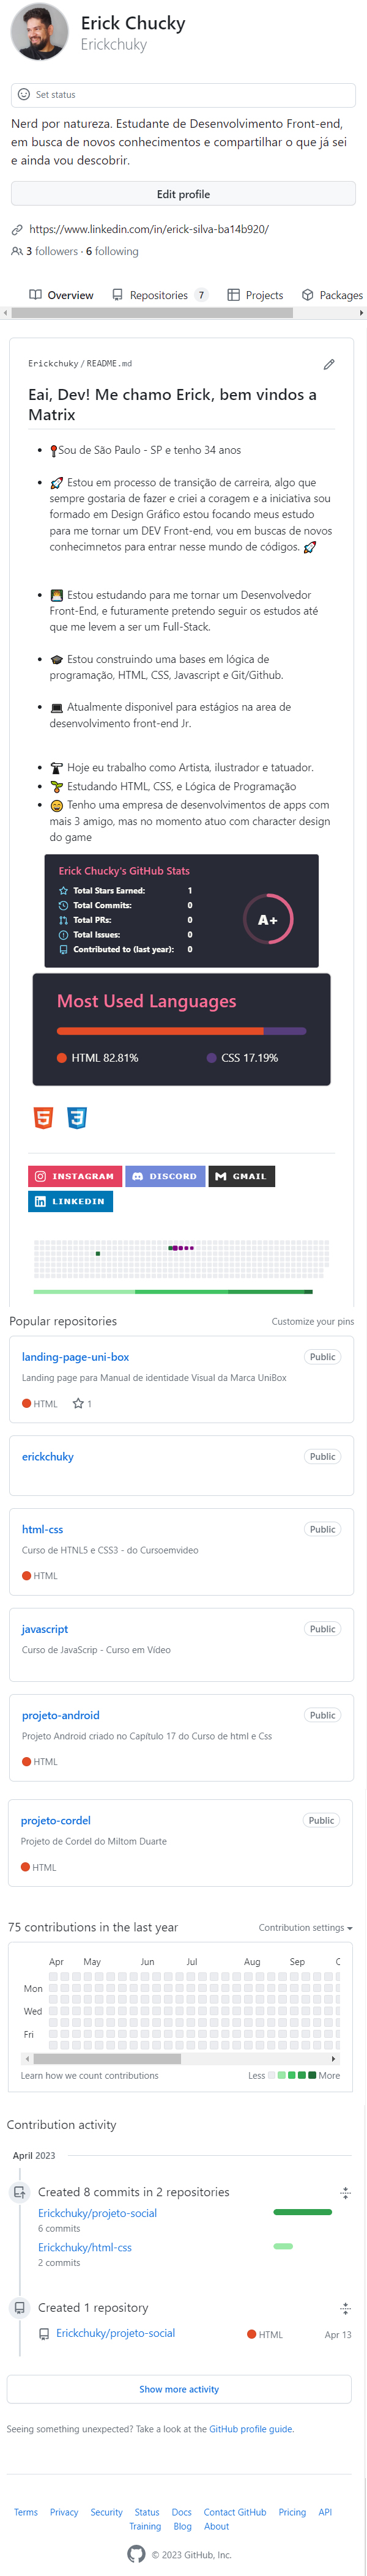 Erick Chucky
Erickchuky
Set status
Nerd por natureza. Estudante de Desenvolvimento Front-end,
em busca de novos conhecimentos e compartilhar o que já sei
e ainda vou descobrir.
Edit profile
https://www.linkedin.com/in/erick-silva-ba14b920/
3 followers · 6 following
Overview Repositories 7 Projects Packages
Erickchuky / README.md
Eai, Dev! Me chamo Erick, bem vindos a
Matrix
Sou de São Paulo - SP e tenho 34 anos
Estou em processo de transição de carreira, algo que
sempre gostaria de fazer e criei a coragem e a iniciativa sou
formado em Design Gráfico estou focando meus estudo
para me tornar um DEV Front-end, vou em buscas de novos
conhecimnetos para entrar nesse mundo de códigos.
Estou estudando para me tornar um Desenvolvedor
Front-End, e futuramente pretendo seguir os estudos até
que me levem a ser um Full-Stack.
Estou construindo uma bases em lógica de
programação, HTML, CSS, Javascript e Git/Github.
Atualmente disponivel para estágios na area de
desenvolvimento front-end Jr.
Hoje eu trabalho como Artista, ilustrador e tatuador.
Estudando HTML, CSS, e Lógica de Programação
Tenho uma empresa de desenvolvimentos de apps com
mais 3 amigo, mas no momento atuo com character design
do game
Erick Chucky's GitHub Stats
Total Stars Earned: 1
Total Commits: 0
Total PRs: 0
Total Issues: 0
Contributed to (last year): 0
A+
Most Used Languages
HTML 82.81% CSS 17.19%
INSTAGRAM DISCORD GMAIL
LINKEDIN
Popular repositories Customize your pins
landing-page-uni-box Public
Landing page para Manual de identidade Visual da Marca UniBox
HTML 1
erickchuky Public
html-css Public
Curso de HTNL5 e CSS3 - do Cursoemvideo
HTML
javascript Public
Curso de JavaScrip - Curso em Vídeo
projeto-android Public
Projeto Android criado no Capítulo 17 do Curso de html e Css
HTML
projeto-cordel Public
Projeto de Cordel do Miltom Duarte
HTML
75 contributions in the last year Contribution settings
Apr May Jun Jul Aug Sep
Mon
Wed
Fri
Learn how we count contributions Less More
Contribution activity
April 2023
Created 8 commits in 2 repositories
Erickchuky/projeto-social
6 commits
Erickchuky/html-css
2 commits
Created 1 repository
Erickchuky/projeto-social HTML Apr 13
Show more activity
Seeing something unexpected? Take a look at the GitHub profile guide.
Terms Privacy Security Status Docs Contact GitHub Pricing API
Training Blog About
© 2023 GitHub, Inc.